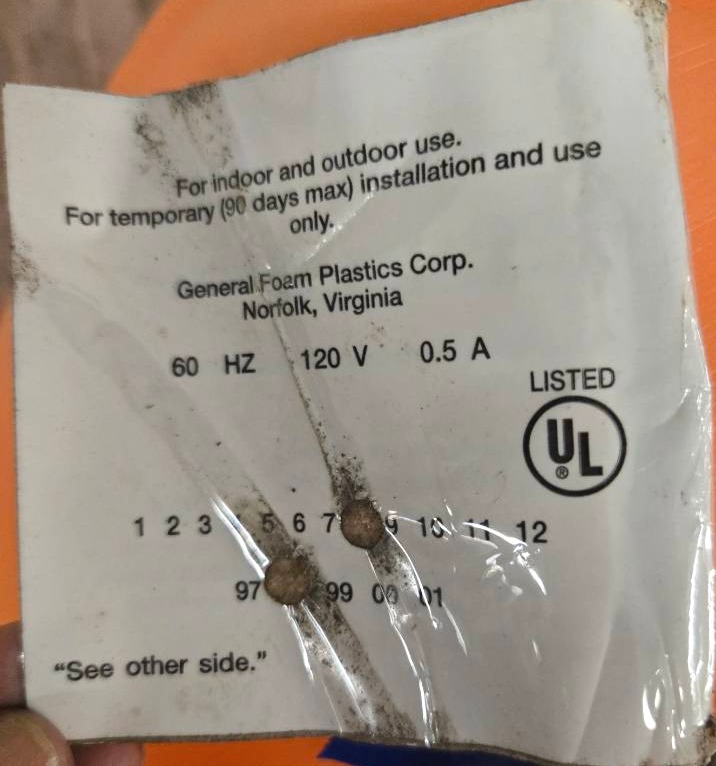 For indoor and outdoor use.
For temporary (90 days max) installation and use
only.
General Foam Plastics Corp.
Norfolk, Virginia
60 HZ 120 V 0.5 A
LISTED
UL
®
1 2 3 5 6 7 9 10 11 12
97 99 00 01
"See other side."